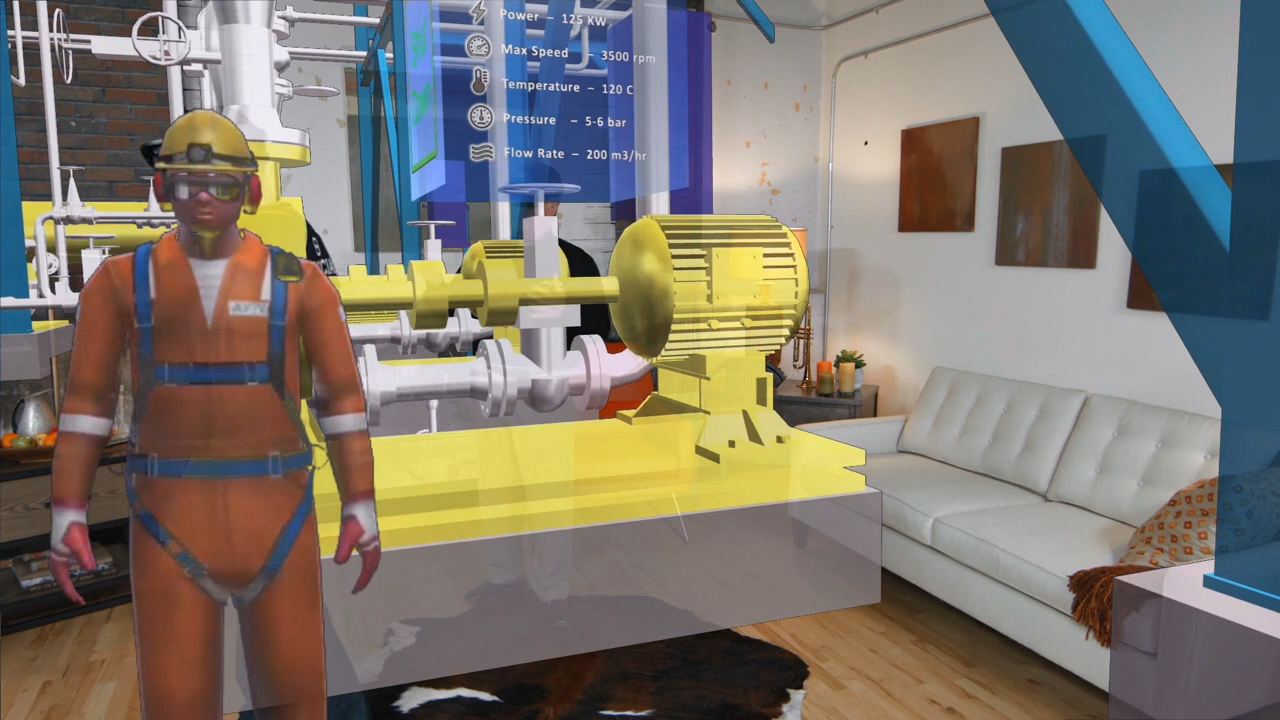 Power – 125 KW
Max Speed – 3500 rpm
Temperature – 120 C
Pressure – 5-6 bar
Flow Rate – 200 m3/hr